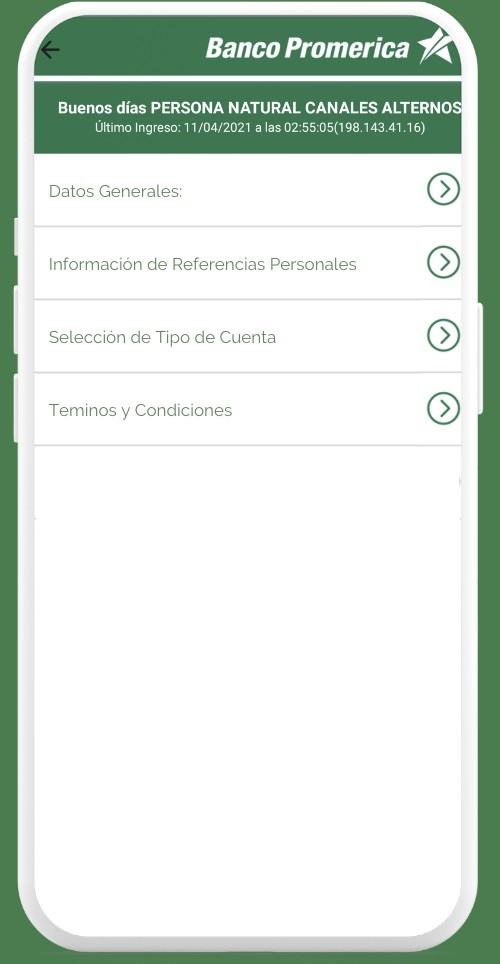 Banco Promerica
Buenos días PERSONA NATURAL CANALES ALTERNOS
Último Ingreso: 11/04/2021 a las 02:55:05(198.143.41.16)
Datos Generales:
Información de Referencias Personales
Selección de Tipo de Cuenta
Teminos y Condiciones